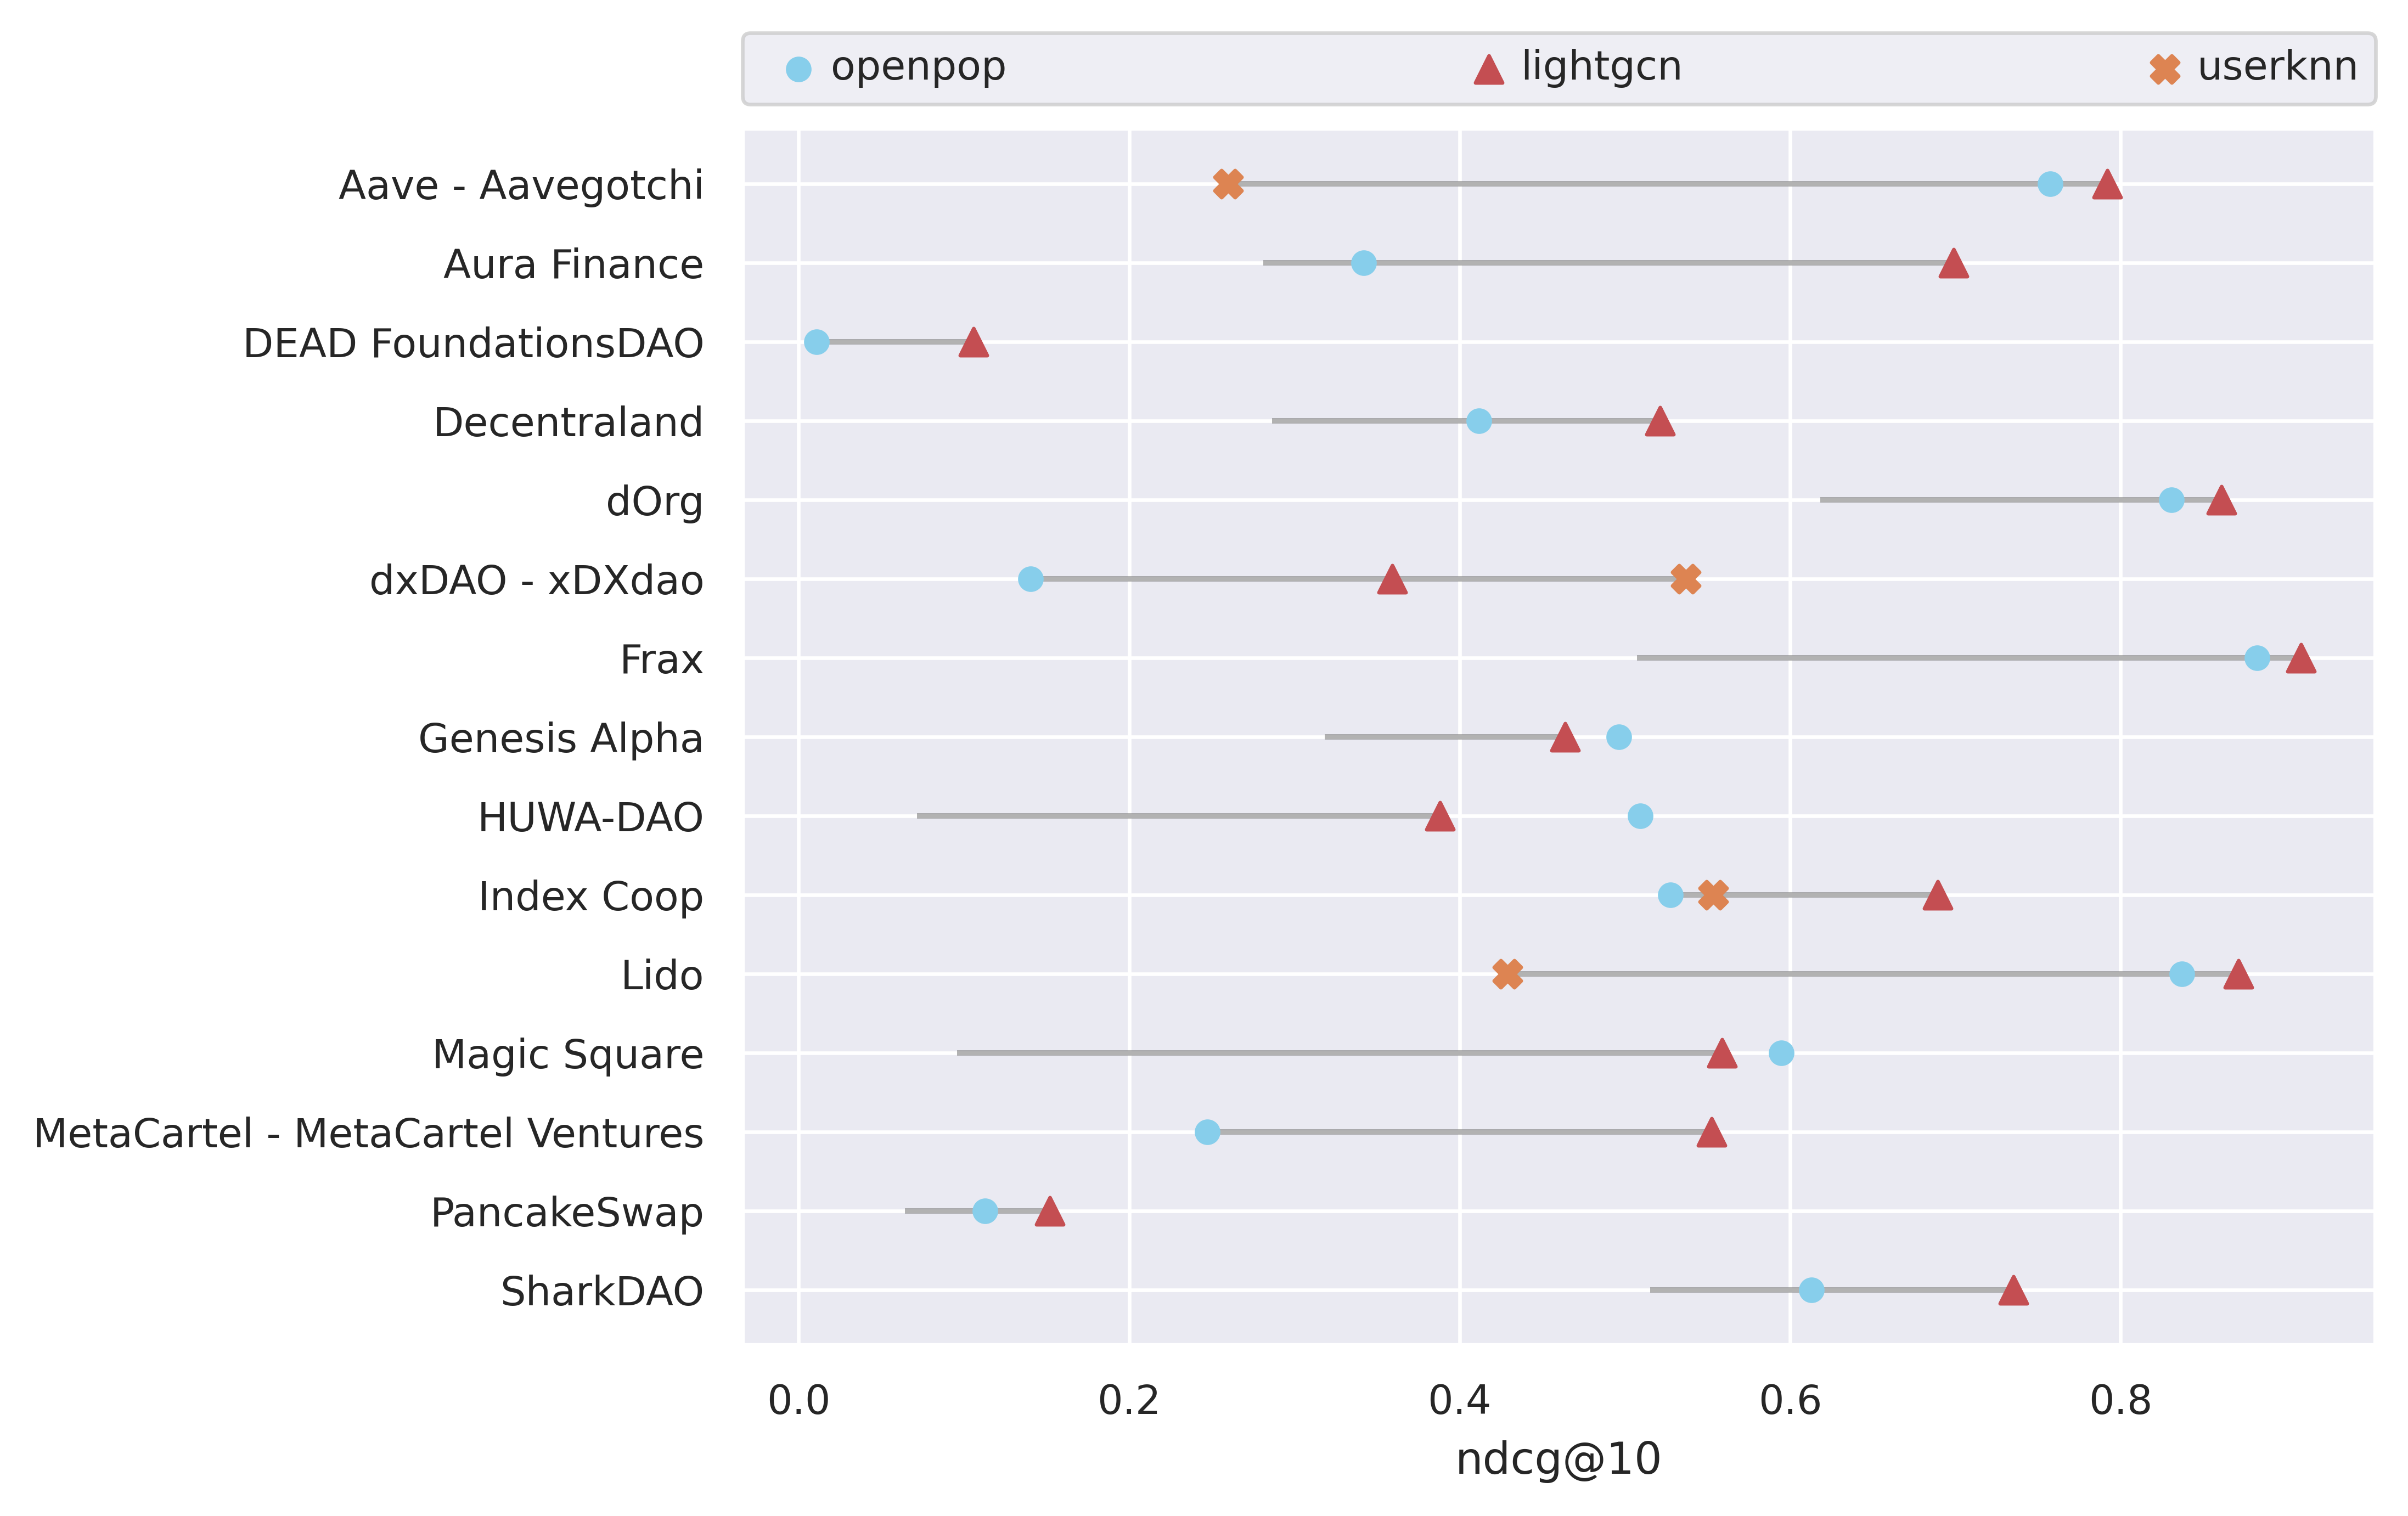 openpop lightgcn userknn
Aave - Aavegotchi
Aura Finance
DEAD FoundationsDAO
Decentraland
dOrg
dxDAO - xDXdao
Frax
Genesis Alpha
HUWA-DAO
Index Coop
Lido
Magic Square
MetaCartel - MetaCartel Ventures
PancakeSwap
SharkDAO
0.0 0.2 0.4 0.6 0.8
ndcg@10